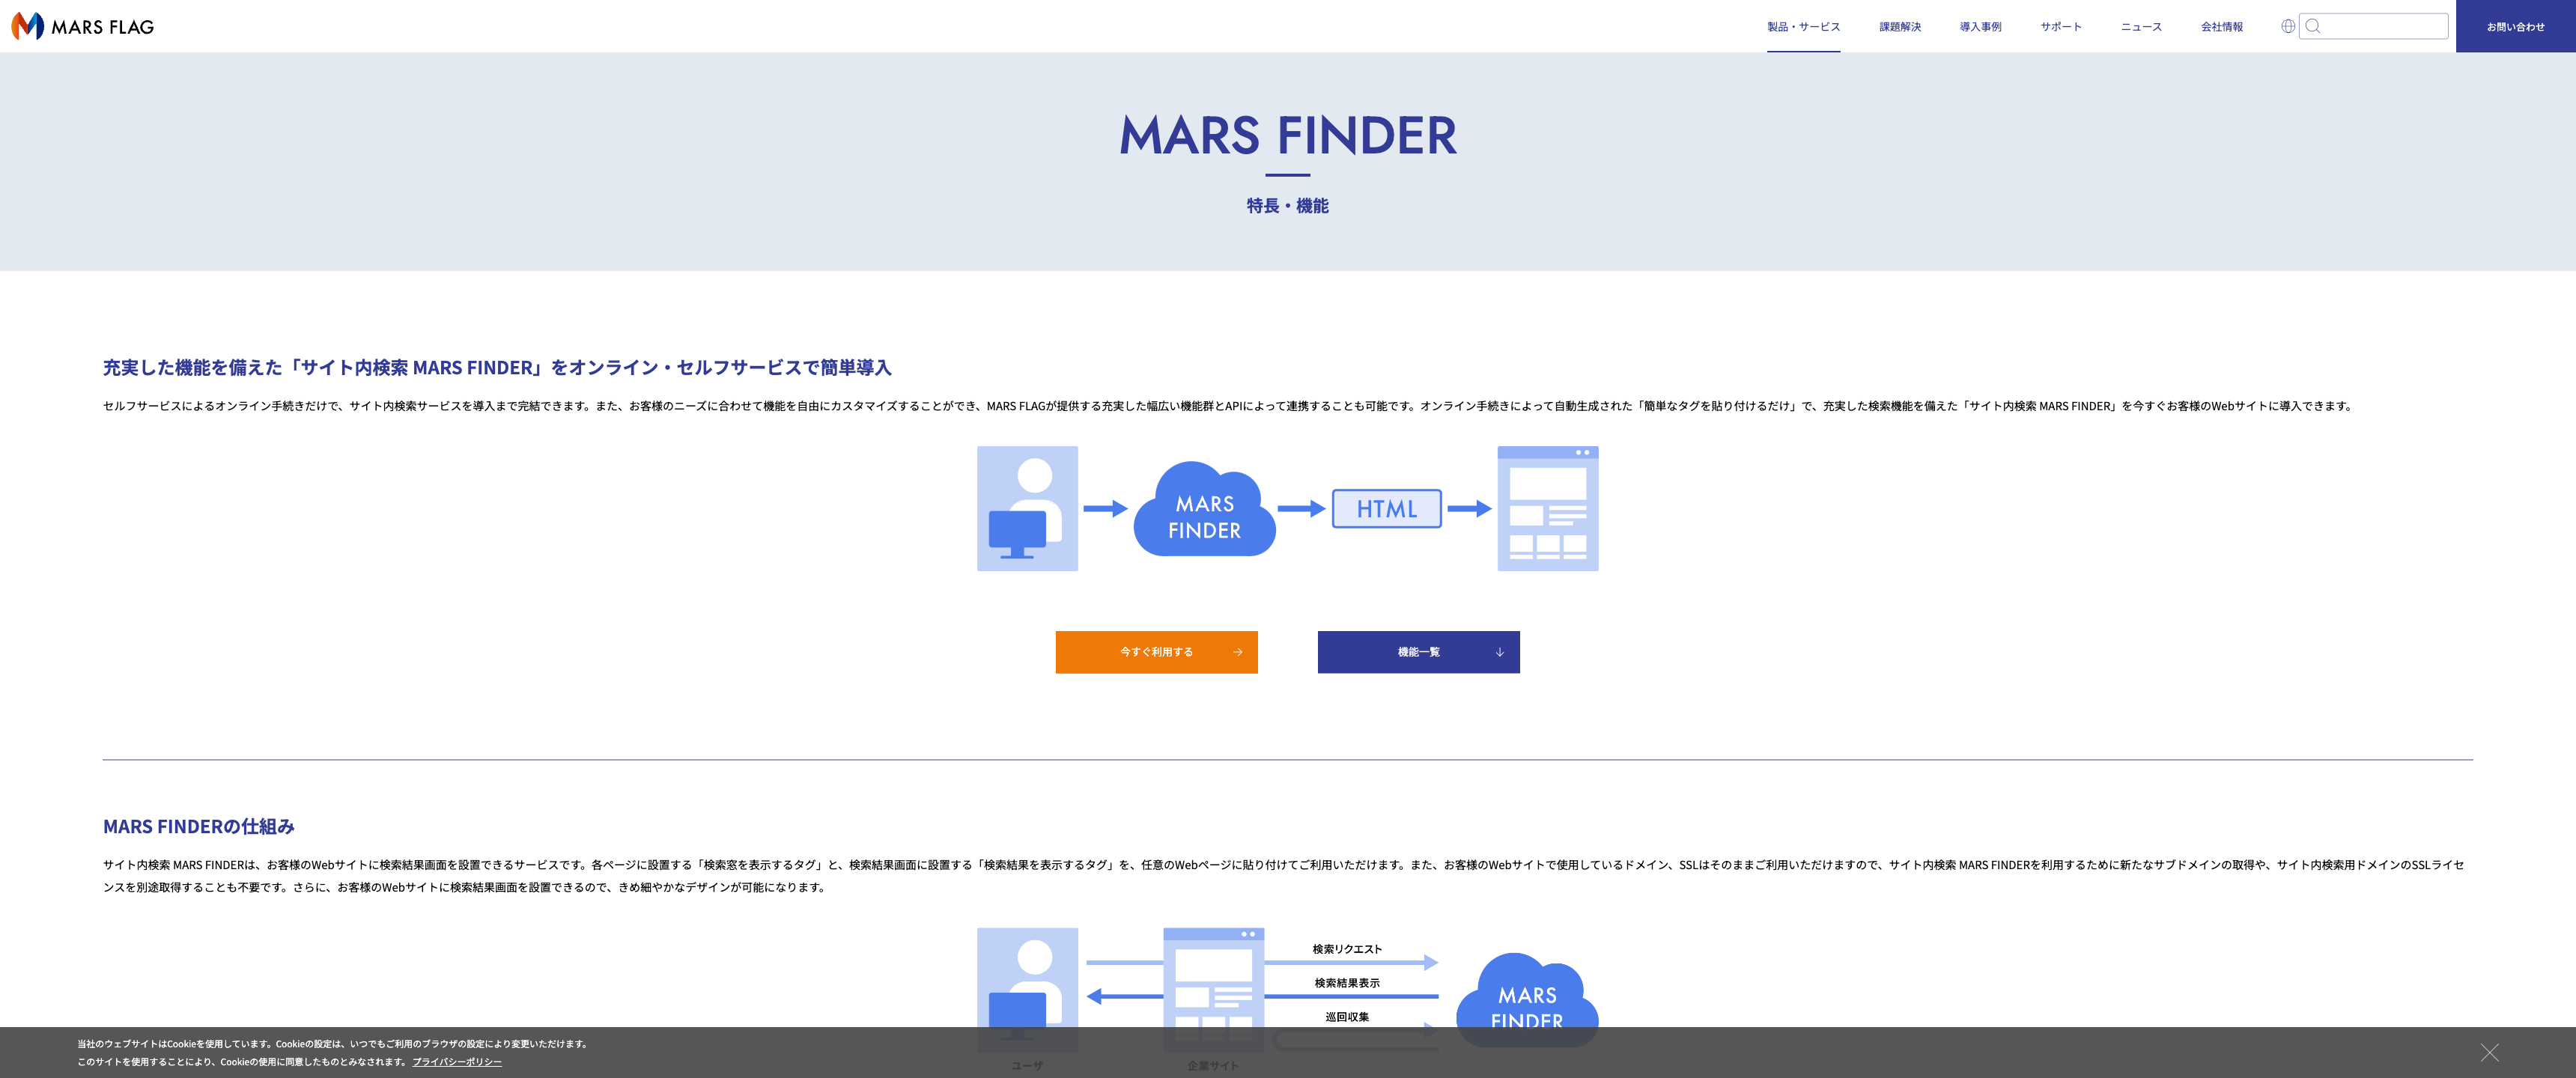 MARS FLAG
製品・サービス
課題解決
導入事例
サポート
ニュース
会社情報
お問い合わせ
MARS FINDER
特長・機能
充実した機能を備えた「サイト内検索 MARS FINDER」をオンライン・セルフサービスで簡単導入
セルフサービスによるオンライン手続きだけで、サイト内検索サービスを導入まで完結できます。また、お客様のニーズに合わせて機能を自由にカスタマイズすることができ、MARS FLAGが提供する充実した幅広い機能群とAPIによって連携することも可能です。オンライン手続きによって自動生成された「簡単なタグを貼り付けるだけ」で、充実した検索機能を備えた「サイト内検索 MARS FINDER」を今すぐお客様のWebサイトに導入できます。
MARS
FINDER
HTML
今すぐ利用する
機能一覧
MARS FINDERの仕組み
サイト内検索 MARS FINDERは、お客様のWebサイトに検索結果画面を設置できるサービスです。各ページに設置する「検索窓を表示するタグ」と、検索結果画面に設置する「検索結果を表示するタグ」を、任意のWebページに貼り付けてご利用いただけます。また、お客様のWebサイトで使用しているドメイン、SSLはそのままご利用いただけますので、サイト内検索 MARS FINDERを利用するために新たなサブドメインの取得や、サイト内検索用ドメインのSSLライセ
ンスを別途取得することも不要です。さらに、お客様のWebサイトに検索結果画面を設置できるので、きめ細やかなデザインが可能になります。
検索リクエスト
検索結果表示
巡回収集
MARS
FINDER
ユーザ
企業サイト
当社のウェブサイトはCookieを使用しています。Cookieの設定は、いつでもご利用のブラウザの設定により変更いただけます。
このサイトを使用することにより、Cookieの使用に同意したものとみなされます。 プライバシーポリシー